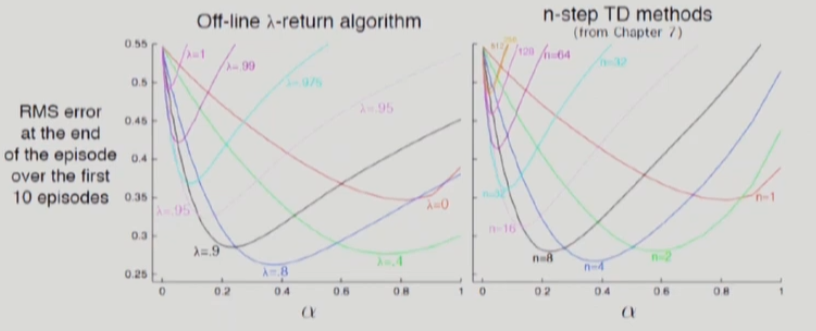 Off-line λ-return algorithm
n-step TD methods
(from Chapter 7)
RMS error
at the end
of the episode
over the first
10 episodes
0.55
0.5
0.45
0.4
0.35
0.3
0.25
0
0.2
0.4
0.6
0.8
1
α
λ=1
λ=.99
λ=.975
λ=.95
λ=.95
λ=0
λ=.9
λ=.8
λ=.4
256
512
128
n=64
n=32
n=32
n=16
n=8
n=4
n=2
n=1
0
0.2
0.4
0.6
0.8
1
α